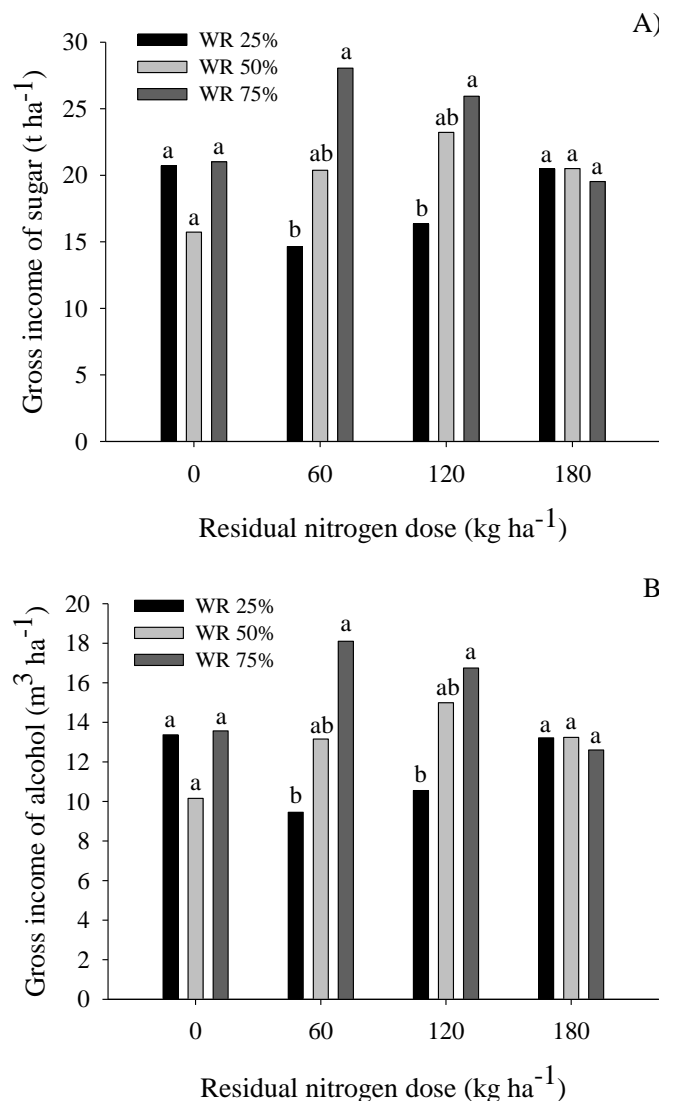 A)
30
WR 25%
WR 50%
WR 75%
25
20
15
10
5
0
Gross income of sugar (t ha⁻¹)
a a a
b ab a
b ab a
a a a
0 60 120 180
Residual nitrogen dose (kg ha⁻¹)
B
20
WR 25%
WR 50%
WR 75%
18
16
14
12
10
8
6
4
2
0
Gross income of alcohol (m³ ha⁻¹)
a a a
b ab a
b ab a
a a a
0 60 120 180
Residual nitrogen dose (kg ha⁻¹)